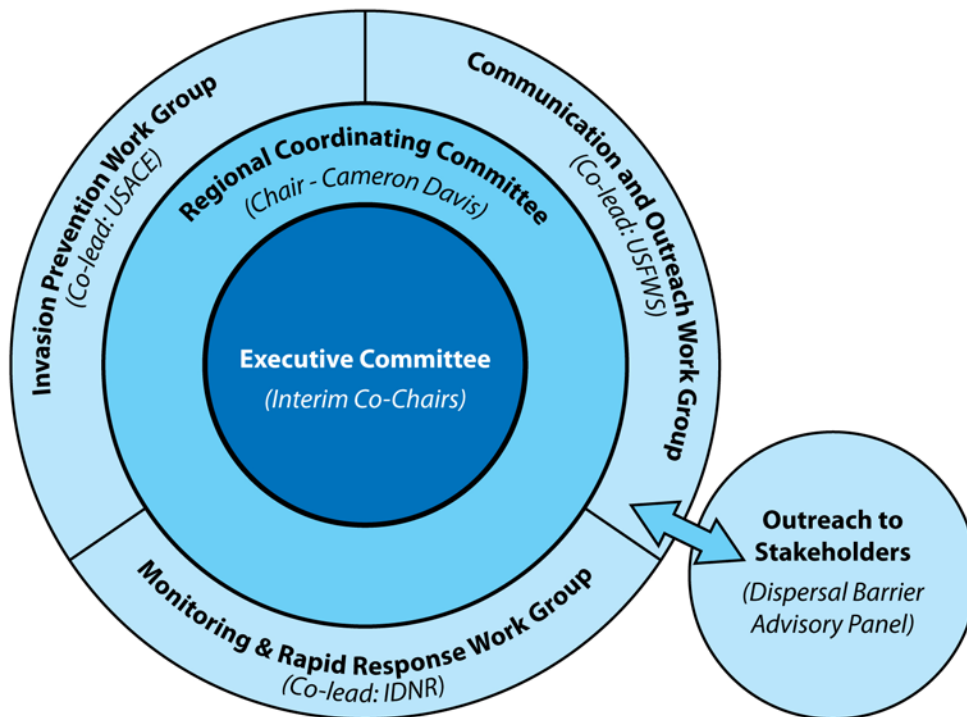 Invasion Prevention Work Group
(Co-lead: USACE)
Communication and Outreach Work Group
(Co-lead: USFWS)
Regional Coordinating Committee
(Chair - Cameron Davis)
Executive Committee
(Interim Co-Chairs)
Monitoring & Rapid Response Work Group
(Co-lead: IDNR)
Outreach to
Stakeholders
(Dispersal Barrier
Advisory Panel)